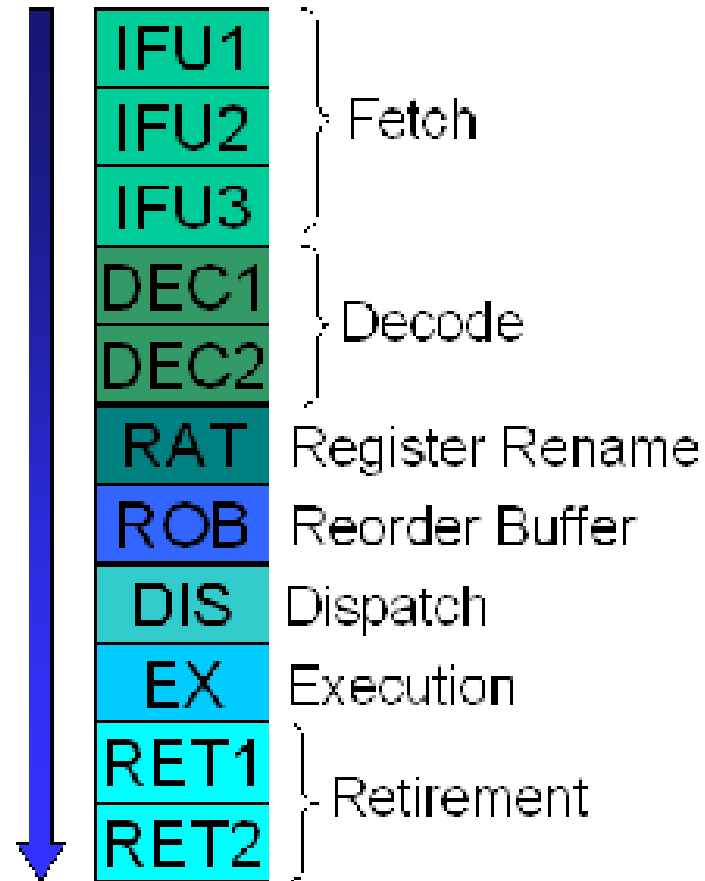 IFU1
IFU2
Fetch
IFU3
DEC1
Decode
DEC2
RAT Register Rename
ROB Reorder Buffer
DIS Dispatch
EX Execution
RET1
Retirement
RET2